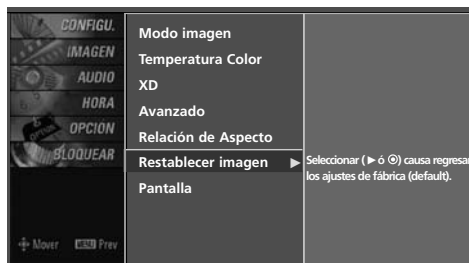 CONFIGU.
IMAGEN
AUDIO
HORA
OPCIÓN
BLOQUEAR
Mover MENU Prev
Modo imagen
Temperatura Color
XD
Avanzado
Relación de Aspecto
Restablecer imagen ▶
Pantalla
Seleccionar ( ▶ ó ⊙) causa regresar
los ajustes de fábrica (default).